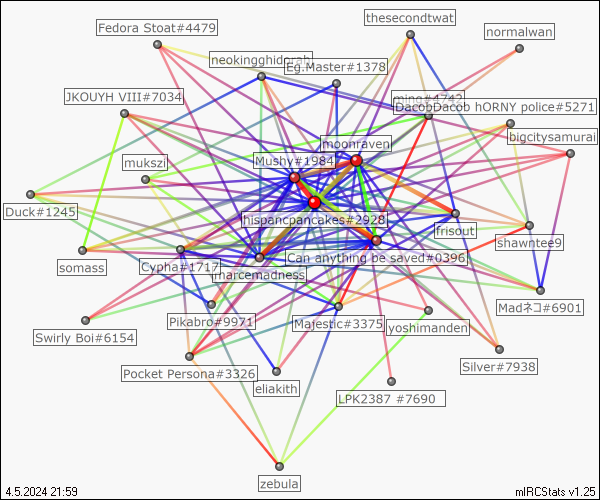 thesecondtwat
Fedora Stoat#4479
normalwan
neokingghidorah
Eg.Master#1378
JKOUYH VIII#7034
ming#4742
DacobDacob hORNY police#5271
bigcitysamurai
moonraven
mukszi
Mushy#1984
Duck#1245
hispancpancakes#2928
frisout
shawntee9
somass
Cypha#1717
Can anything be saved#0396
marcemadness
Madネコ#6901
Pikabro#9971
Majestic#3375
yoshimanden
Swirly Boi#6154
Silver#7938
Pocket Persona#3326
eliakith
LPK2387 #7690
zebula
4.5.2024 21:59
mIRCStats v1.25